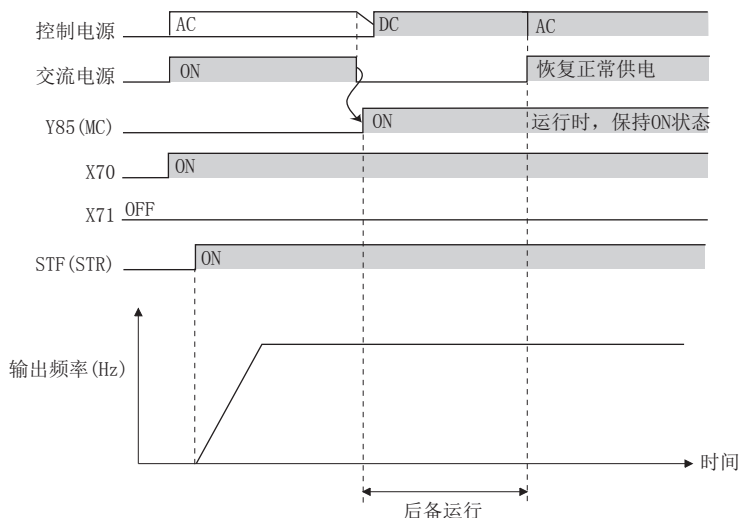 控制电源 AC DC AC
交流电源 ON 恢复正常供电
Y85(MC) ON 运行时，保持ON状态
X70 ON
X71 OFF
STF(STR) ON
输出频率(Hz)
时间
后备运行